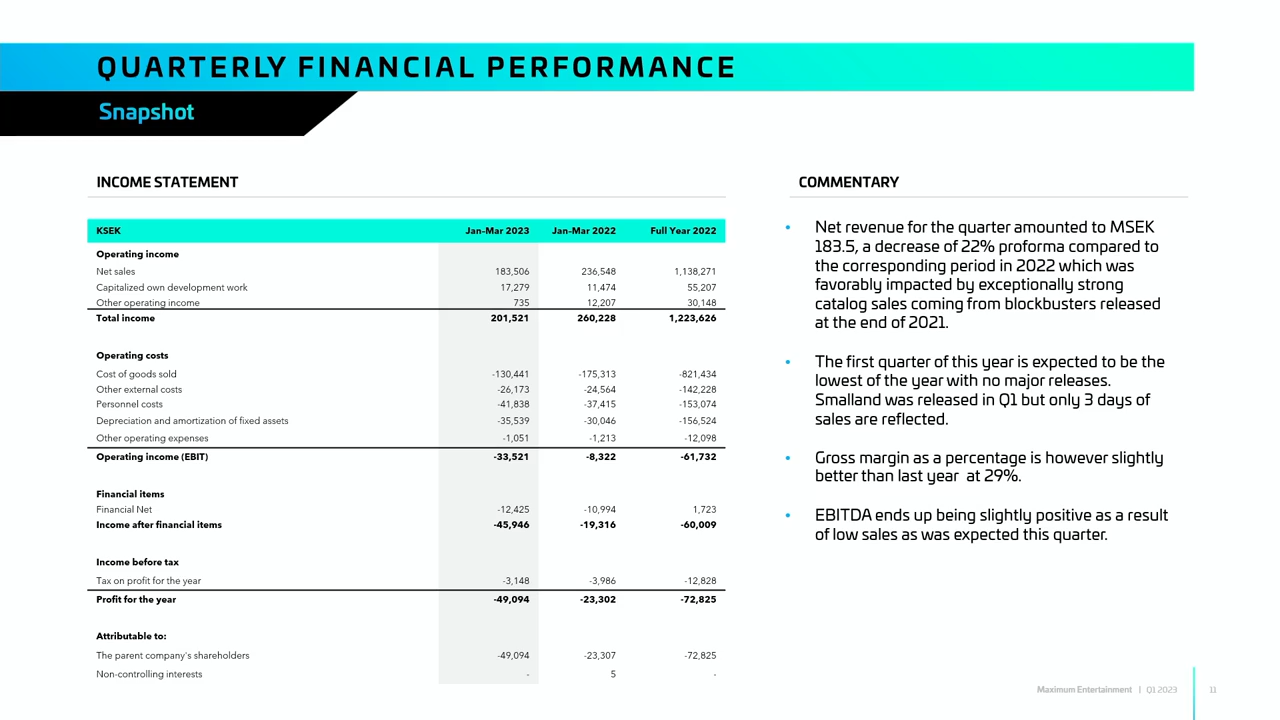 QUARTERLY FINANCIAL PERFORMANCE
Snapshot
INCOME STATEMENT
KSEK Jan-Mar 2023 Jan-Mar 2022 Full Year 2022
Operating income
Net sales 183,506 236,548 1,138,271
Capitalized own development work 17,279 11,474 55,207
Other operating income 735 12,207 30,148
Total income 201,521 260,228 1,223,626
Operating costs
Cost of goods sold -130,441 -175,313 -821,434
Other external costs -26,173 -24,564 -142,228
Personnel costs -41,838 -37,415 -153,074
Depreciation and amortization of fixed assets -35,539 -30,046 -156,524
Other operating expenses -1,051 -1,213 -12,098
Operating income (EBIT) -33,521 -8,322 -61,732
Financial items
Financial Net -12,425 -10,994 1,723
Income after financial items -45,946 -19,316 -60,009
Income before tax
Tax on profit for the year -3,148 -3,986 -12,828
Profit for the year -49,094 -23,302 -72,825
Attributable to:
The parent company's shareholders -49,094 -23,307 -72,825
Non-controlling interests - 5 -
COMMENTARY
• Net revenue for the quarter amounted to MSEK
183.5, a decrease of 22% proforma compared to
the corresponding period in 2022 which was
favorably impacted by exceptionally strong
catalog sales coming from blockbusters released
at the end of 2021.
• The first quarter of this year is expected to be the
lowest of the year with no major releases.
Smalland was released in Q1 but only 3 days of
sales are reflected.
• Gross margin as a percentage is however slightly
better than last year at 29%.
• EBITDA ends up being slightly positive as a result
of low sales as was expected this quarter.
Maximum Entertainment | Q1 2023 11